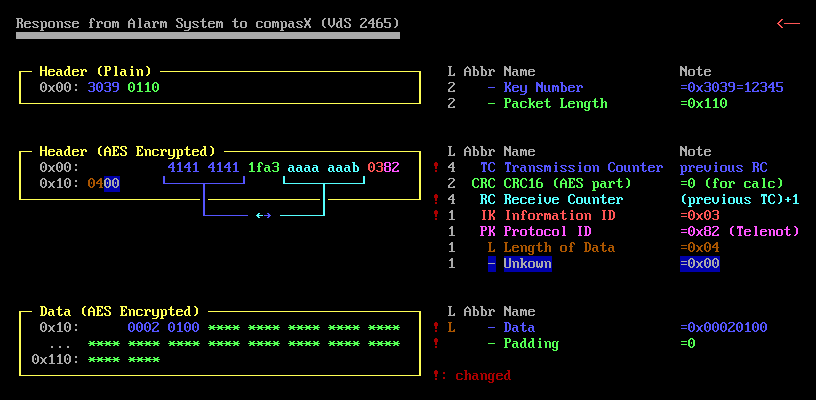 Response from Alarm System to compasX (VdS 2465) <——
Header (Plain) L Abbr Name Note
0x00: 3039 0110 2 - Key Number =0x3039=12345
2 - Packet Length =0x110
Header (AES Encrypted) L Abbr Name Note
0x00: 4141 4141 1fa3 aaaa aaab 0382 ! 4 TC Transmission Counter previous RC
0x10: 0400 2 CRC CRC16 (AES part) =0 (for calc)
! 4 RC Receive Counter (previous TC)+1
<-> ! 1 IK Information ID =0x03
1 PK Protocol ID =0x82 (Telenot)
1 L Length of Data =0x04
1 - Unkown =0x00
Data (AES Encrypted) L Abbr Name
0x10: 0002 0100 **** **** **** **** **** ! L - Data =0x00020100
... **** **** **** **** **** **** **** **** ! - Padding =0
0x110: **** ****
!: changed